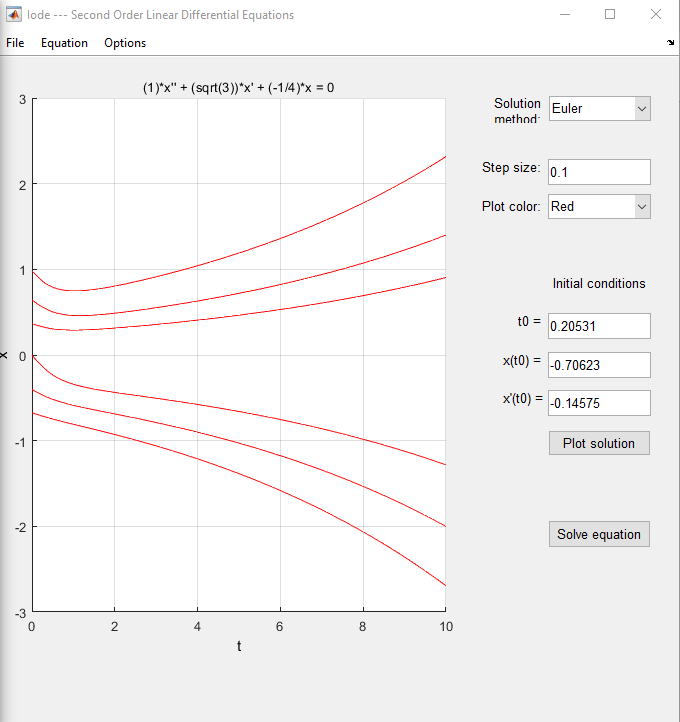 Iode --- Second Order Linear Differential Equations
File Equation Options
(1)*x'' + (sqrt(3))*x' + (-1/4)*x = 0
3
2
1
0
-1
-2
-3
x
0 2 4 6 8 10
t
Solution method:
Euler
Step size:
0.1
Plot color:
Red
Initial conditions
t0 =
0.20531
x(t0) =
-0.70623
x'(t0) =
-0.14575
Plot solution
Solve equation